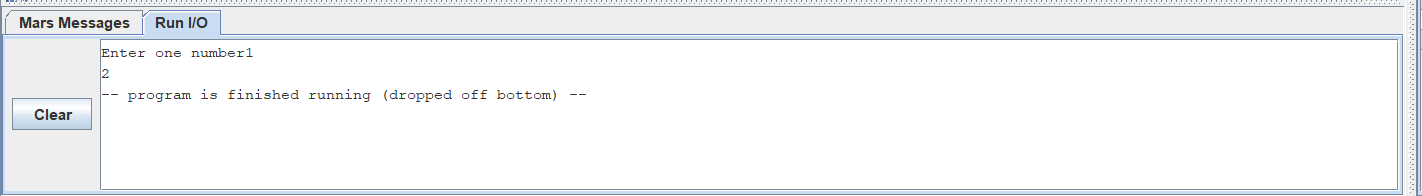 Mars Messages Run I/O
Enter one number1
2
-- program is finished running (dropped off bottom) --
Clear